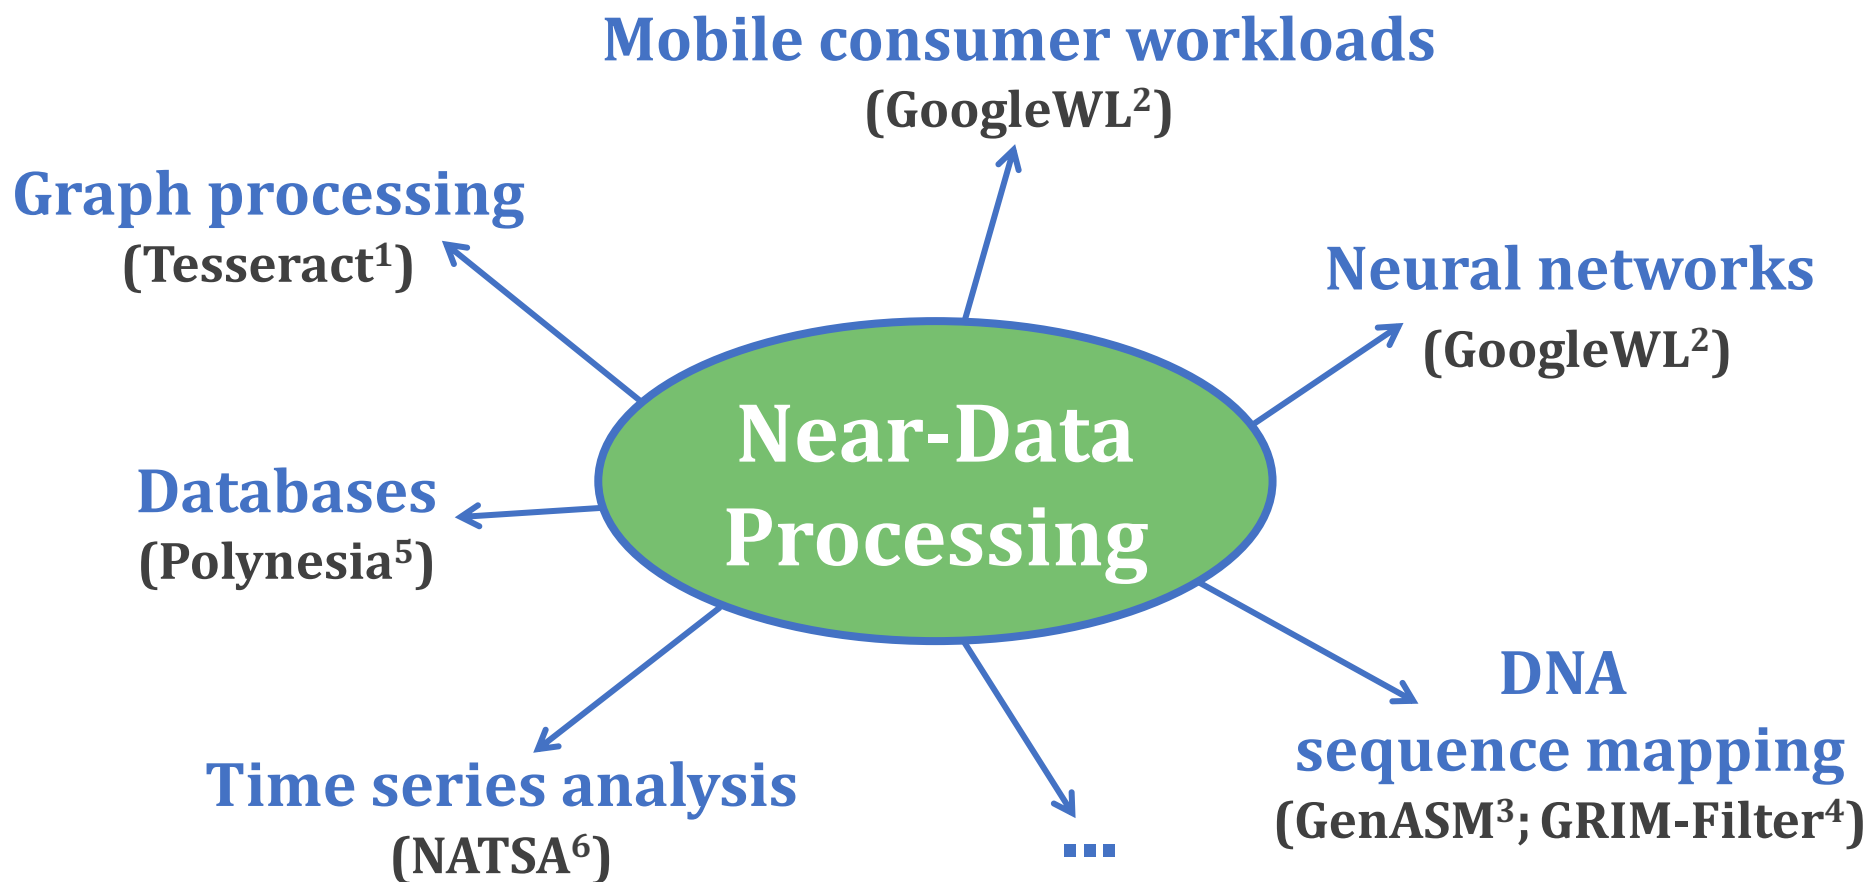 Mobile consumer workloads
(GoogleWL²)
Graph processing
(Tesseract¹)
Neural networks
(GoogleWL²)
Near-Data
Processing
Databases
(Polynesia⁵)
DNA
sequence mapping
(GenASM³; GRIM-Filter⁴)
Time series analysis
(NATSA⁶)
...